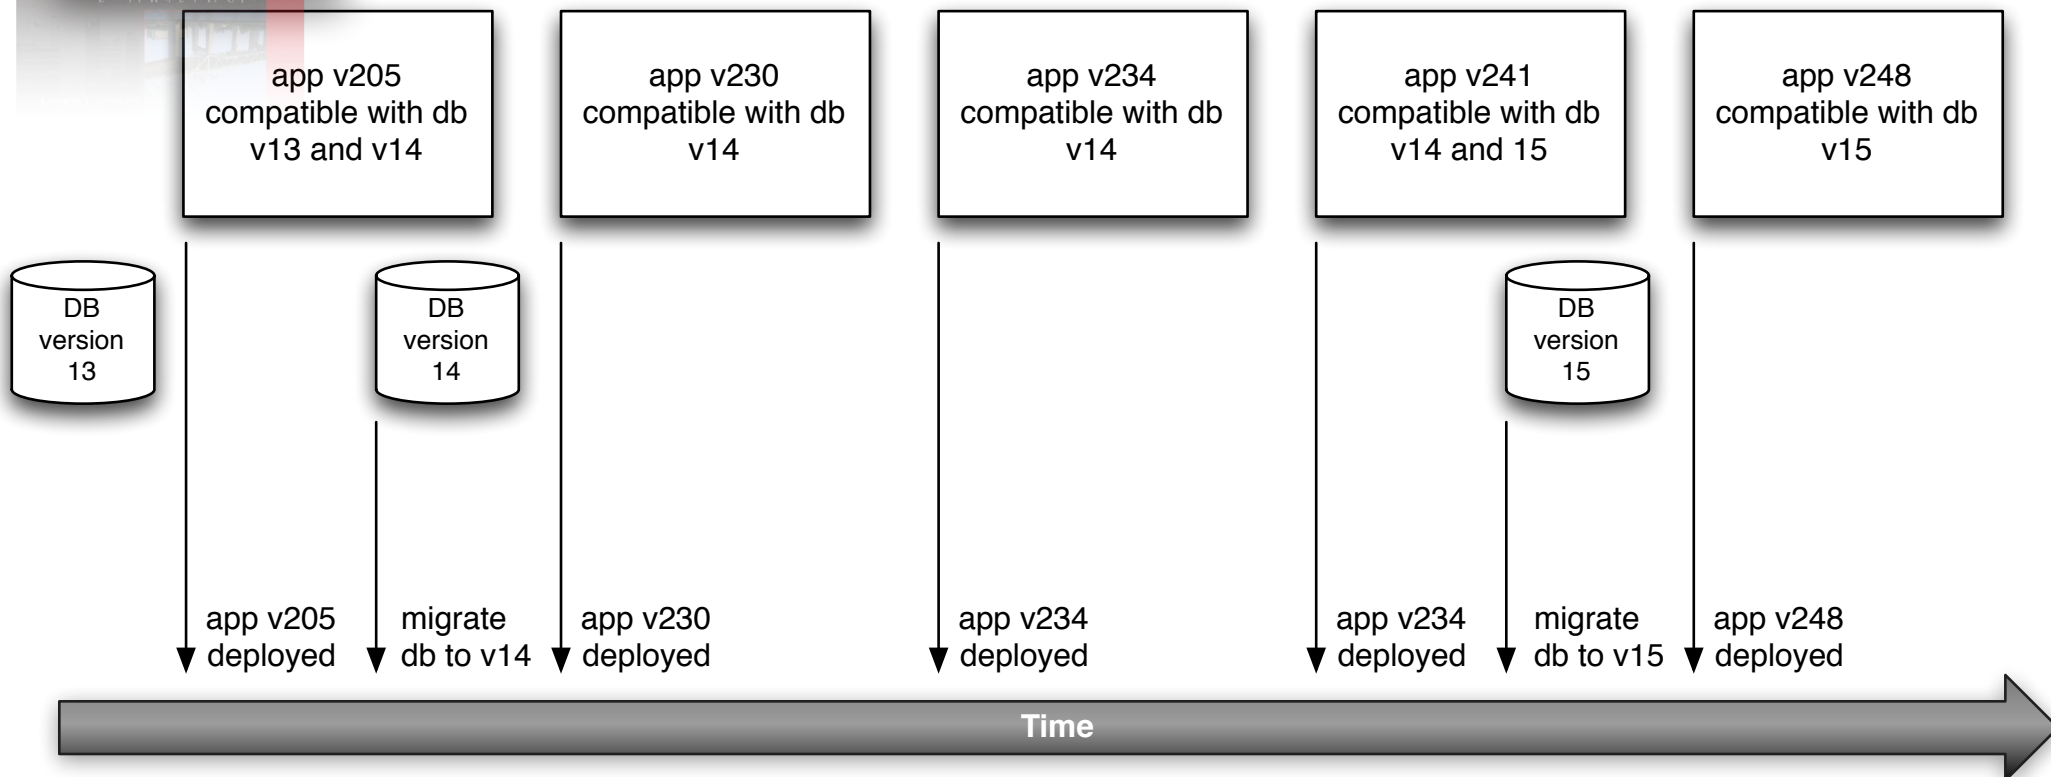 app v205
compatible with db
v13 and v14
app v230
compatible with db
v14
app v234
compatible with db
v14
app v241
compatible with db
v14 and 15
app v248
compatible with db
v15
DB
version
13
DB
version
14
DB
version
15
app v205
deployed
migrate
db to v14
app v230
deployed
app v234
deployed
app v234
deployed
migrate
db to v15
app v248
deployed
Time